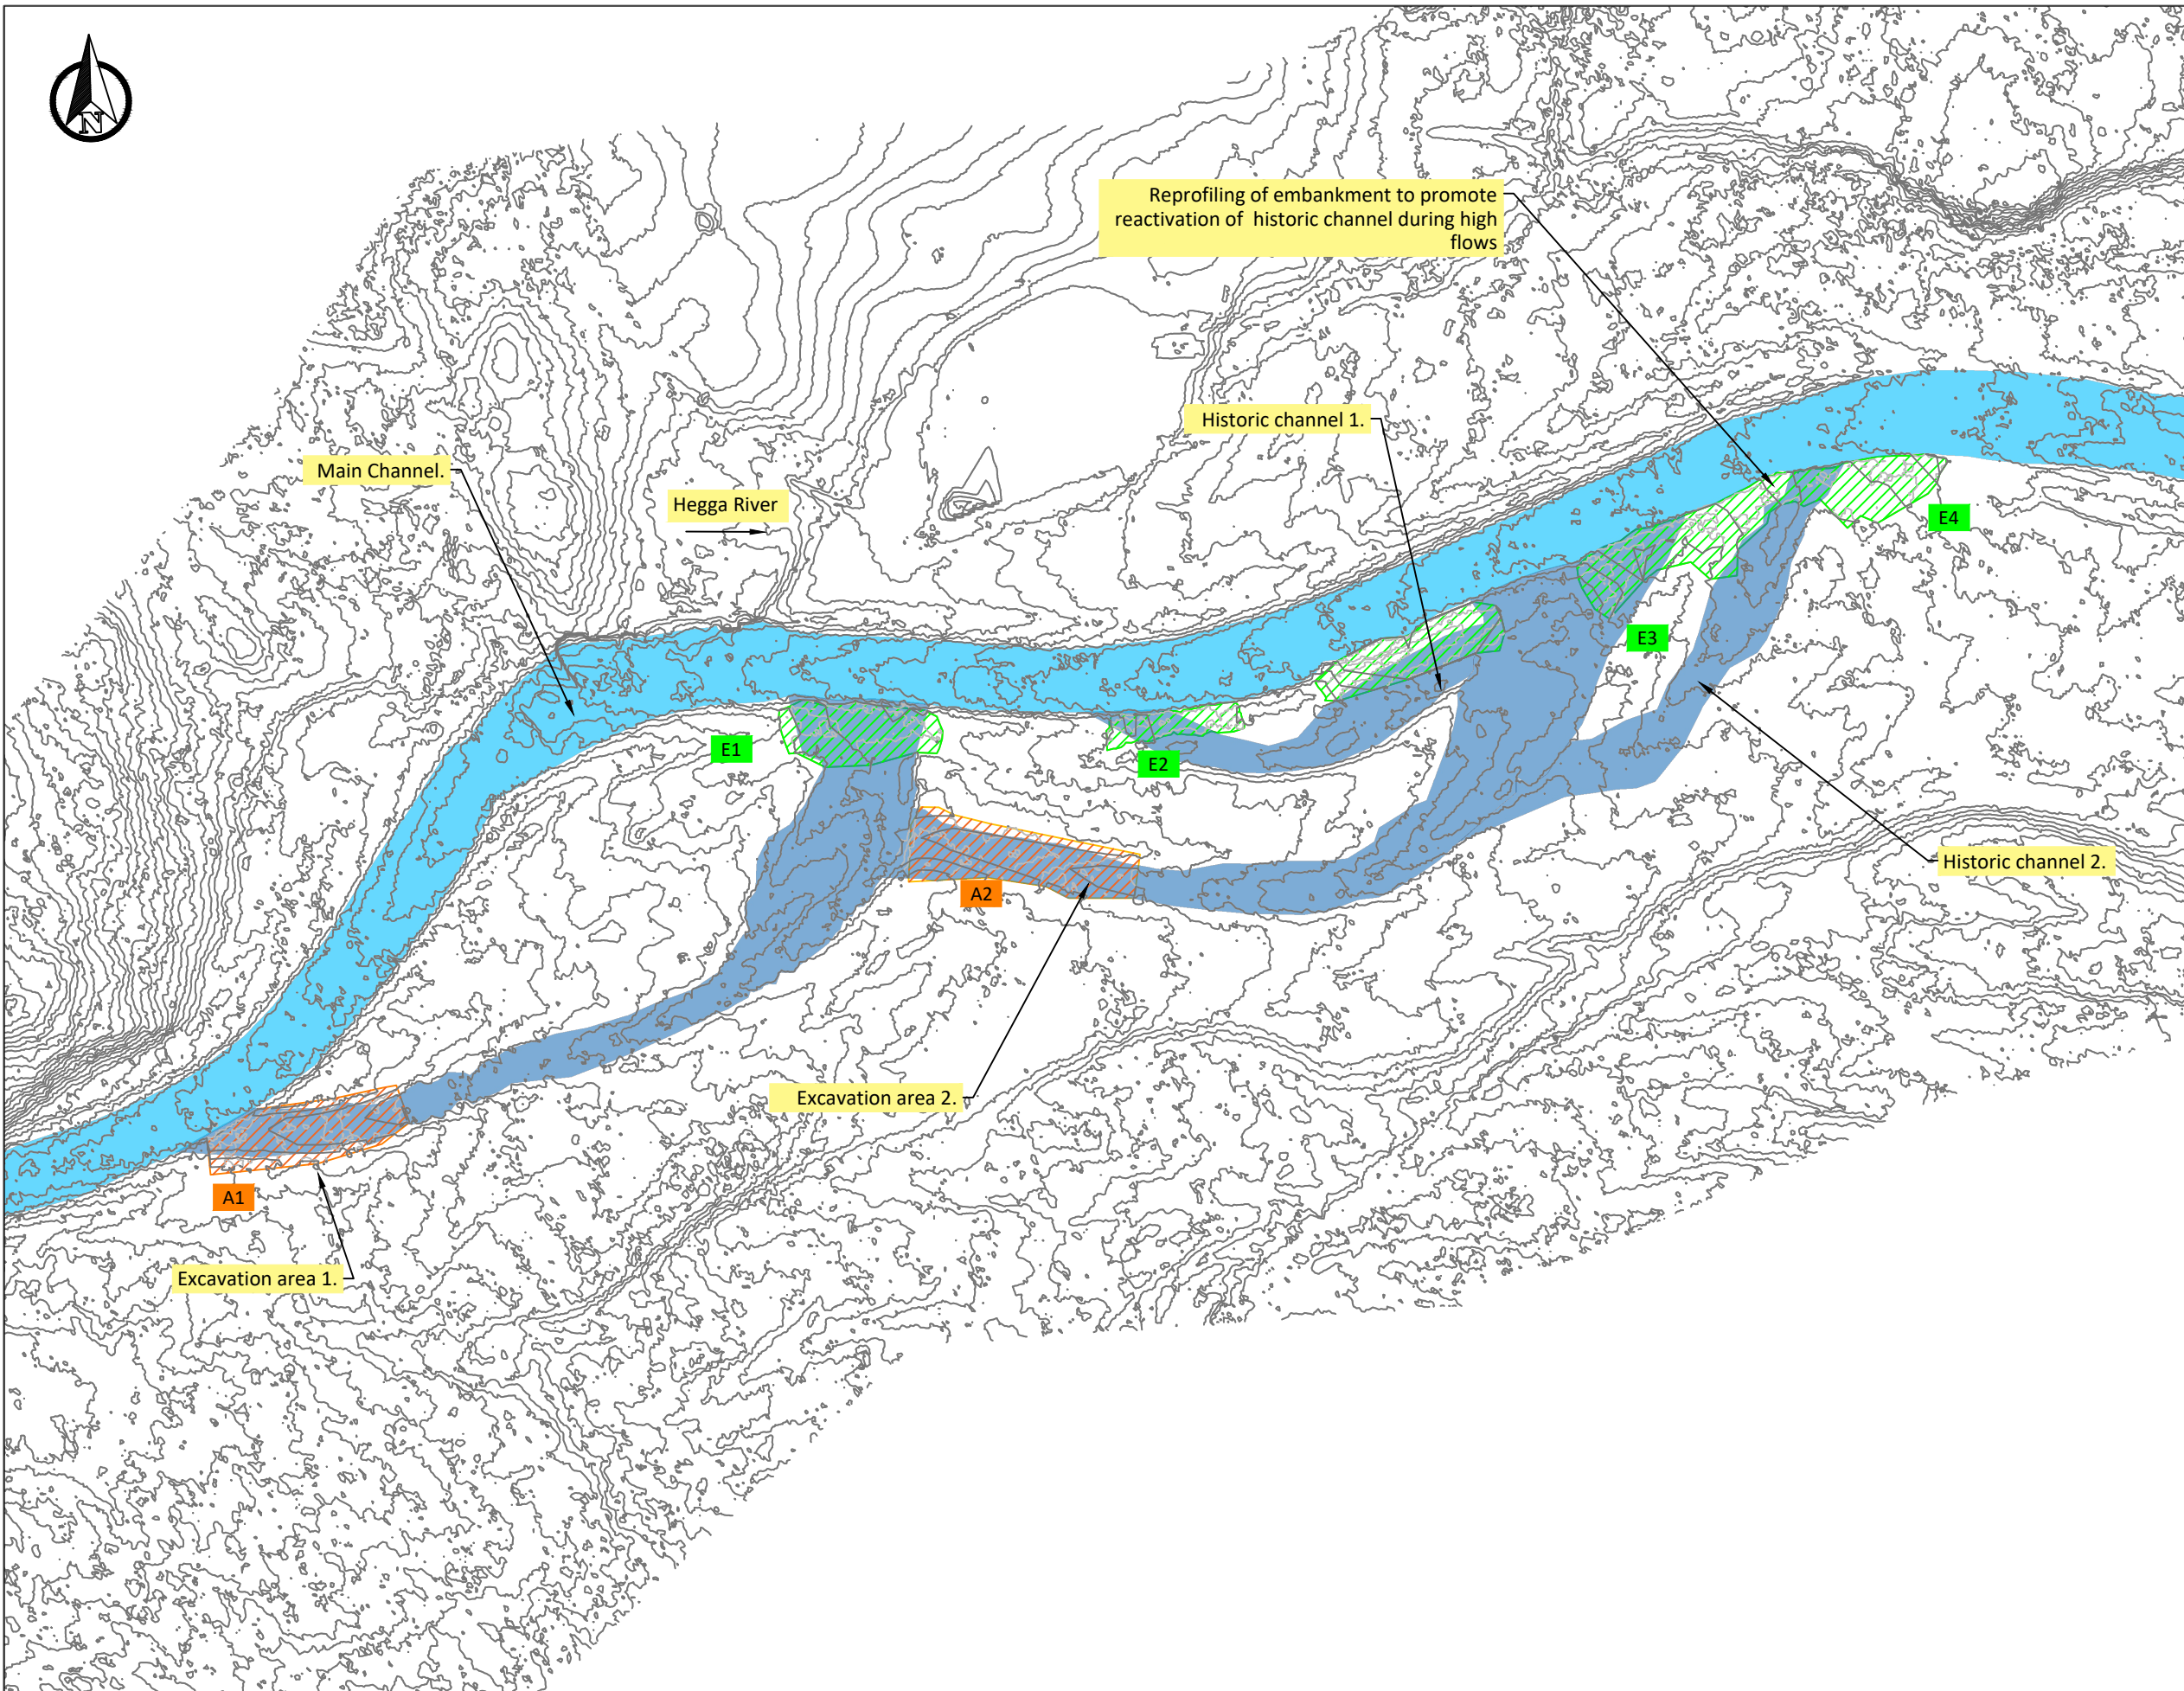 N
Reprofiling of embankment to promote
reactivation of historic channel during high
flows
Historic channel 1.
Main Channel.
Hegga River
E4
E3
E1
E2
Historic channel 2.
A2
Excavation area 2.
A1
Excavation area 1.